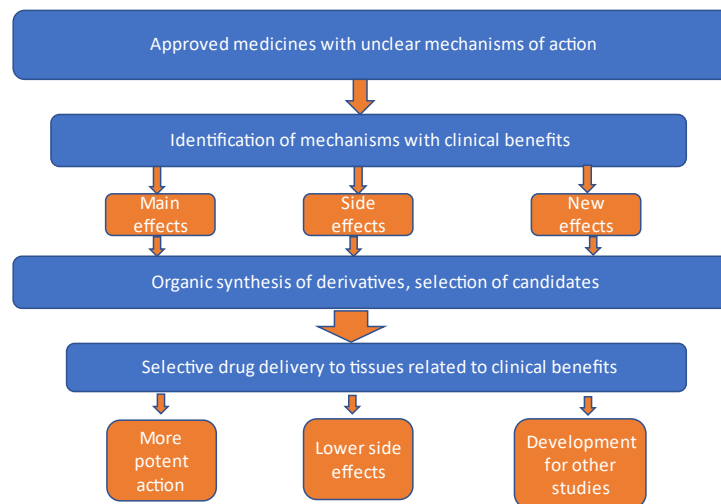 Approved medicines with unclear mechanisms of action
Identification of mechanisms with clinical benefits
Main
effects
Side
effects
New
effects
Organic synthesis of derivatives, selection of candidates
Selective drug delivery to tissues related to clinical benefits
More
potent
action
Lower side
effects
Development
for other
studies